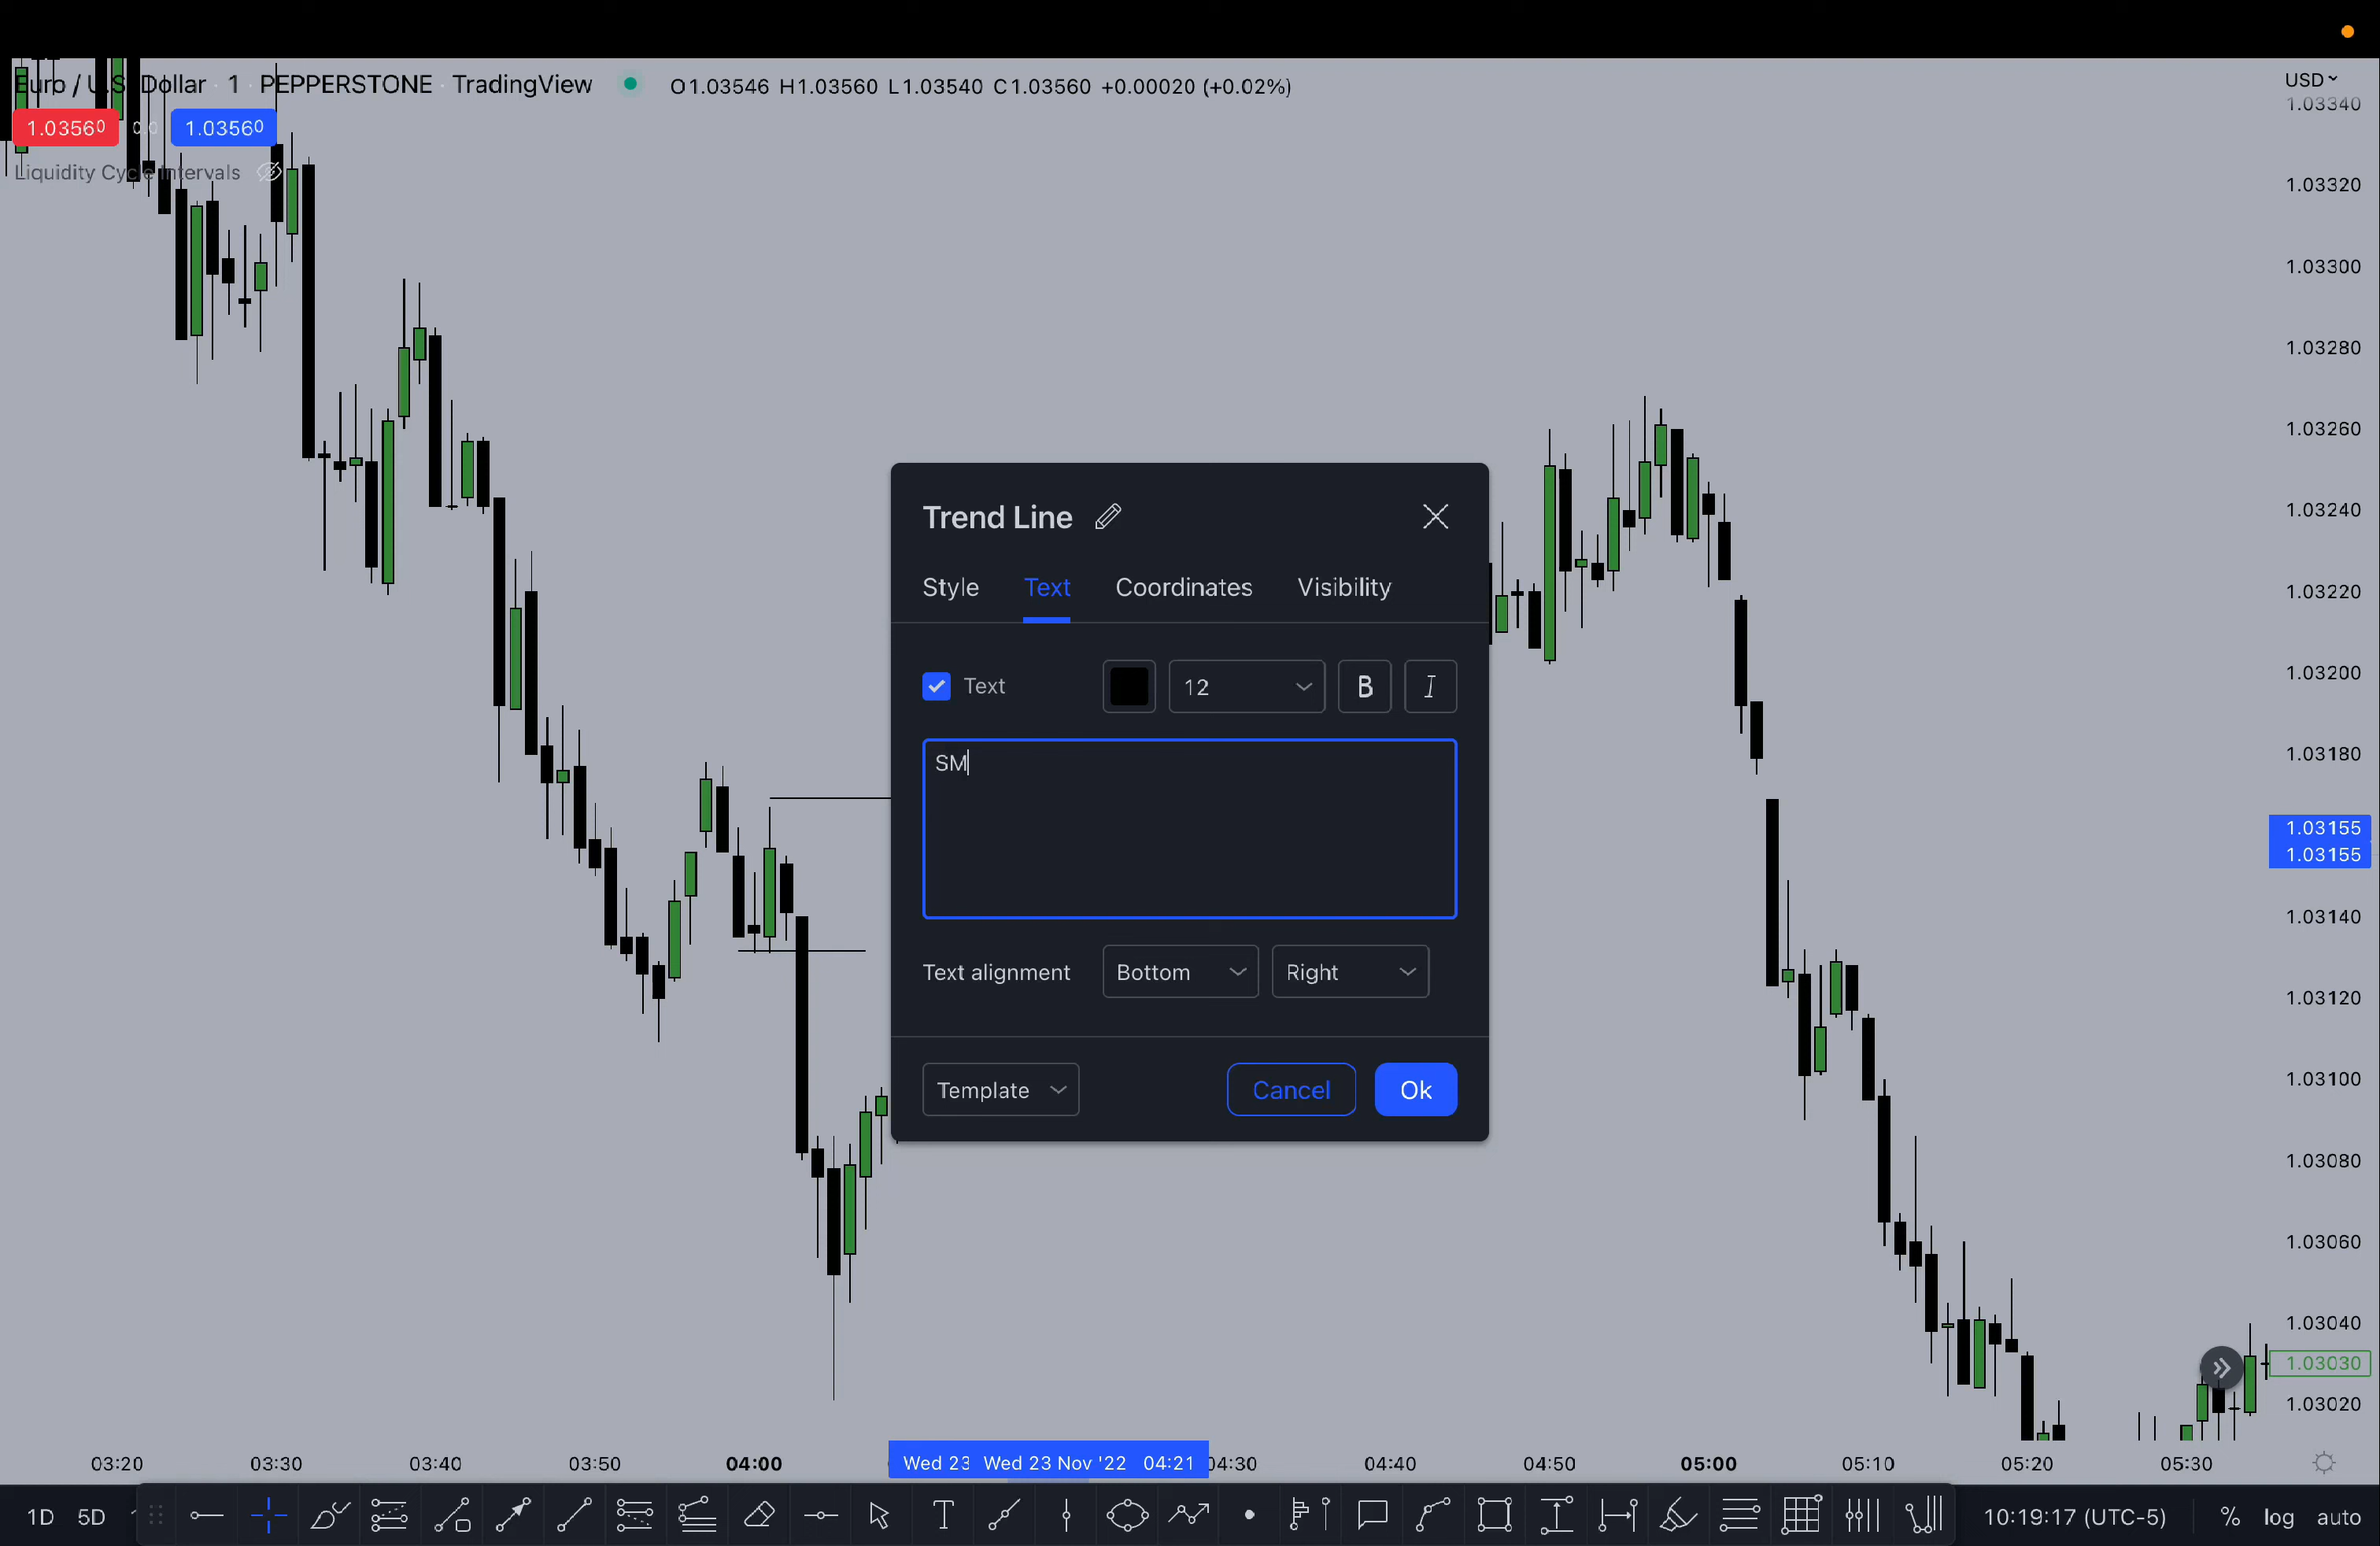 Euro / U.S. Dollar · 1 · PEPPERSTONE · TradingView O1.03546 H1.03560 L1.03540 C1.03560 +0.00020 (+0.02%)
USD
1.03560 0.0 1.03560
Liquidity Cycle Intervals
1.03340
1.03320
1.03300
1.03280
1.03260
1.03240
1.03220
1.03200
1.03180
1.03155
1.03155
1.03140
1.03120
1.03100
1.03080
1.03060
1.03040
1.03030
1.03020
Trend Line
Style Text Coordinates Visibility
Text 12 B I
SM
Text alignment Bottom Right
Template Cancel Ok
03:20 03:30 03:40 03:50 04:00 Wed 23 Wed 23 Nov '22 04:21 04:30 04:40 04:50 05:00 05:10 05:20 05:30
1D 5D T 10:19:17 (UTC-5) % log auto